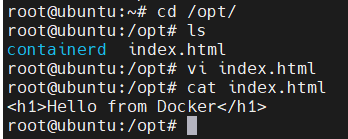 root@ubuntu:~# cd /opt/
root@ubuntu:/opt# ls
containerd  index.html
root@ubuntu:/opt# vi index.html
root@ubuntu:/opt# cat index.html
<h1>Hello from Docker</h1>
root@ubuntu:/opt#